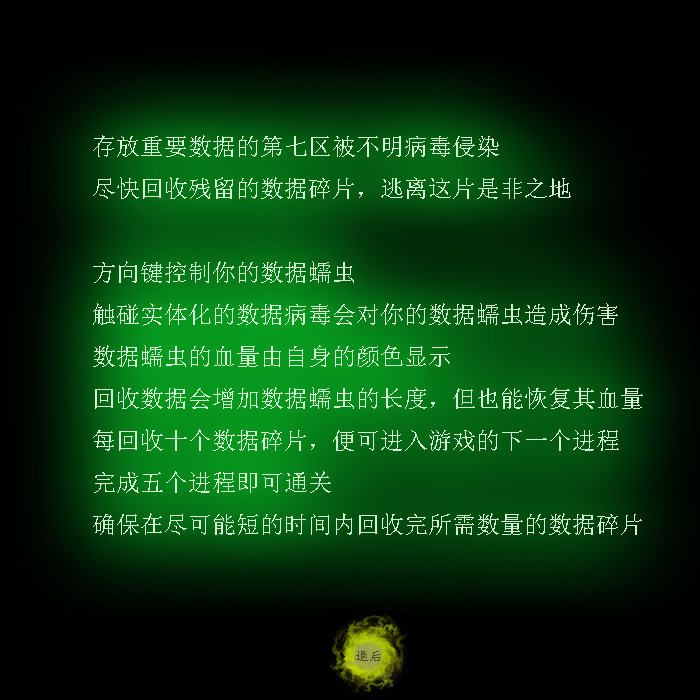 存放重要数据的第七区被不明病毒侵染
尽快回收残留的数据碎片，逃离这片是非之地
方向键控制你的数据蠕虫
触碰实体化的数据病毒会对你的数据蠕虫造成伤害
数据蠕虫的血量由自身的颜色显示
回收数据会增加数据蠕虫的长度，但也能恢复其血量
每回收十个数据碎片，便可进入游戏的下一个进程
完成五个进程即可通关
确保在尽可能短的时间内回收完所需数量的数据碎片
退后